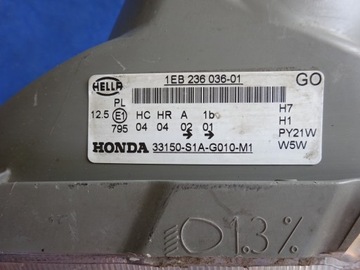 HELLA
1EB 236 036-01
GO
PL
12.5 E1 HC HR A 1b
795 04 04 02 01
H7
H1
PY21W
W5W
HONDA 33150-S1A-G010-M1
1.3%